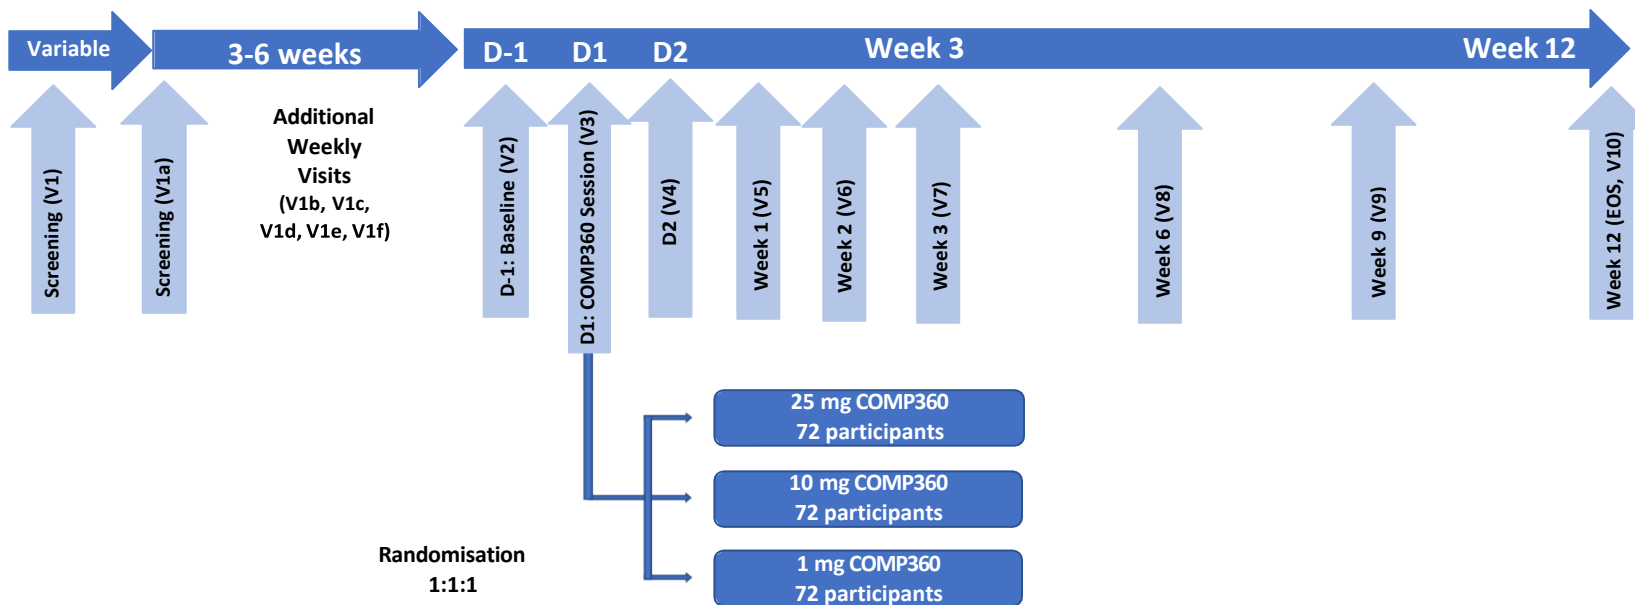 Variable
3-6 weeks
D-1
D1
D2
Week 3
Week 12
Screening (V1)
Screening (V1a)
Additional
Weekly
Visits
(V1b, V1c,
V1d, V1e, V1f)
D-1: Baseline (V2)
D1: COMP360 Session (V3)
D2 (V4)
Week 1 (V5)
Week 2 (V6)
Week 3 (V7)
Week 6 (V8)
Week 9 (V9)
Week 12 (EOS, V10)
25 mg COMP360
72 participants
10 mg COMP360
72 participants
1 mg COMP360
72 participants
Randomisation
1:1:1